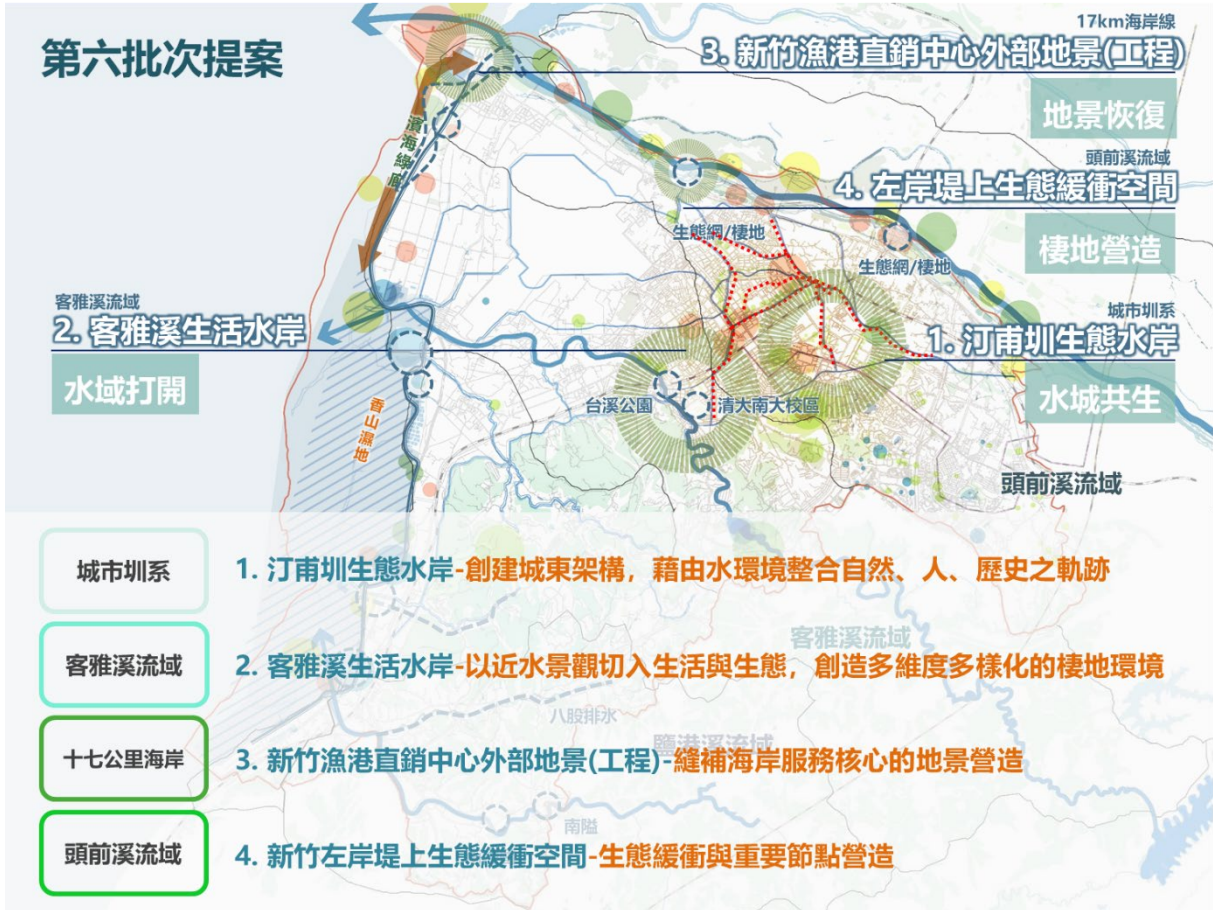 第六批次提案
17km海岸線
3. 新竹漁港直銷中心外部地景(工程)
地景恢復
濱海綠廊
頭前溪流域
4. 左岸堤上生態緩衝空間
生態網/棲地
棲地營造
生態網/棲地
客雅溪流域
2. 客雅溪生活水岸
水域打開
城市圳系
1. 汀甫圳生態水岸
水城共生
香山濕地
台溪公園
清大南大校區
頭前溪流域
城市圳系
1. 汀甫圳生態水岸-創建城東架構，藉由水環境整合自然、人、歷史之軌跡
客雅溪流域
客雅溪流域
2. 客雅溪生活水岸-以近水景觀切入生活與生態，創造多維度多樣化的棲地環境
八股排水
鹽港溪流域
十七公里海岸
3. 新竹漁港直銷中心外部地景(工程)-縫補海岸服務核心的地景營造
南隘
頭前溪流域
4. 新竹左岸堤上生態緩衝空間-生態緩衝與重要節點營造